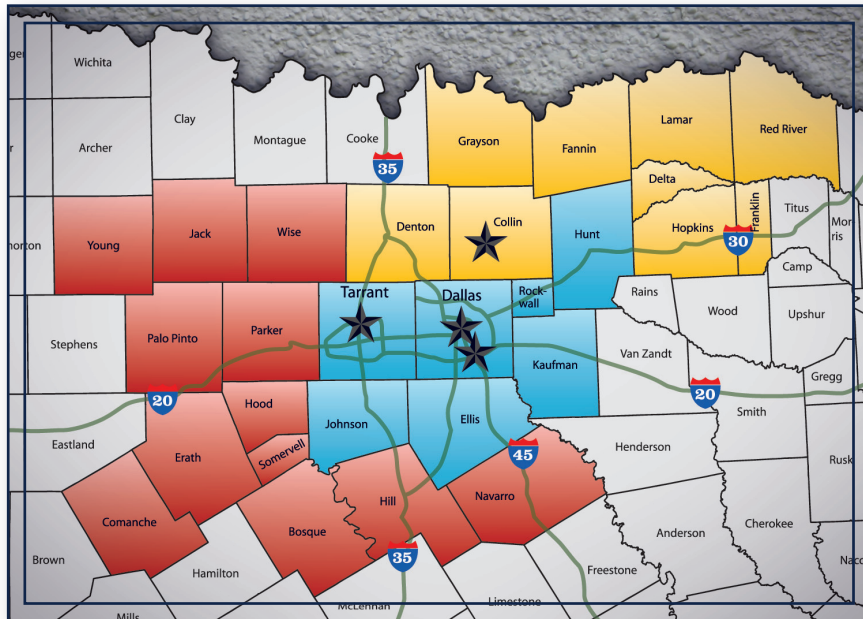 Wichita
Clay
Montague
Cooke
Grayson
Fannin
Lamar
Red River
Archer
35
Delta
Franklin
Titus
Mor
ris
Young
Jack
Wise
Denton
Collin
Hunt
Hopkins
30
Camp
Stephens
Palo Pinto
Parker
Tarrant
Dallas
Rock-
wall
Rains
Wood
Upshur
Kaufman
Van Zandt
Gregg
20
20
Eastland
Hood
Johnson
Ellis
Smith
Erath
Somervell
45
Henderson
Rusk
Comanche
Bosque
Hill
Navarro
Anderson
Cherokee
Brown
Hamilton
35
Freestone
McLennan
Limestone
Mills